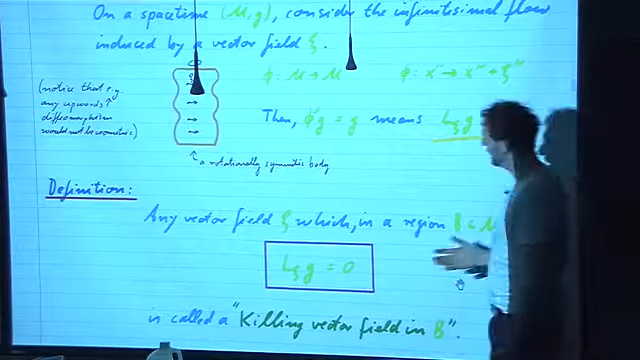 On a spacetime (M,g), consider the infinitisimal flow
induced by a vector field ξ.
(notice that e.g.
any upwards↑
diffeomorphism
would not be isometric)
ϕ: M→M
ϕ: x^μ → x^μ + ξ^μ
Then, ϕ*g = g means L_ξ g
↑ a rotationally symmetric body
Definition:
Any vector field ξ which, in a region B ⊂ M
L_ξ g = 0
is called a "Killing vector field in B".